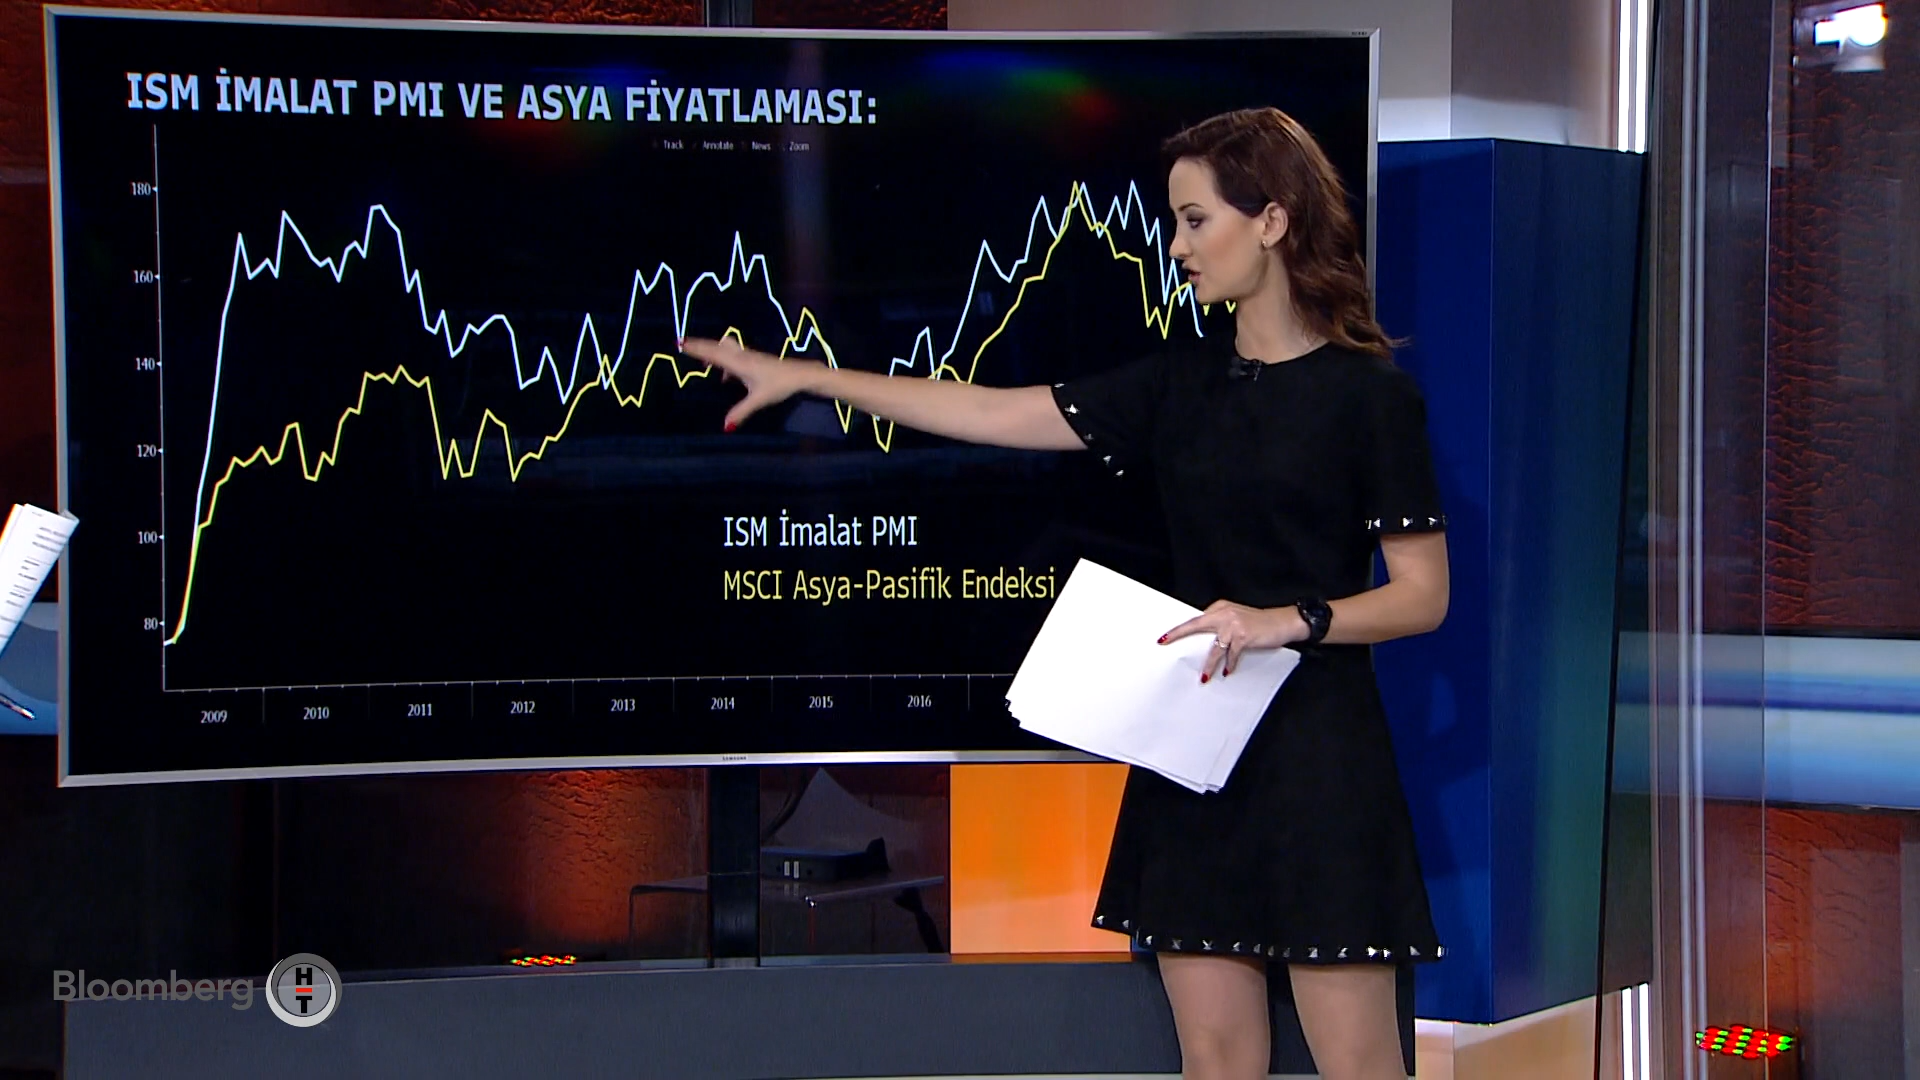 ISM İMALAT PMI VE ASYA FİYATLAMASI:
Track Annotate News Zoom
180
160
140
120
100
80
ISM İmalat PMI
MSCI Asya-Pasifik Endeksi
2009 2010 2011 2012 2013 2014 2015 2016
SAMSUNG
Bloomberg HT